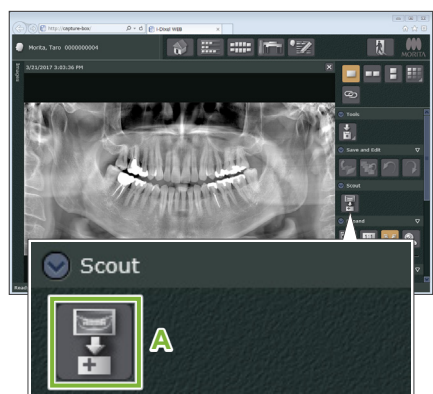 http://capture-box/
i-Dixel WEB
Morita, Taro 0000000004
MORITA
Images
3/21/2017 3:03:36 PM
Tools
Save and Edit
Scout
Scout
A